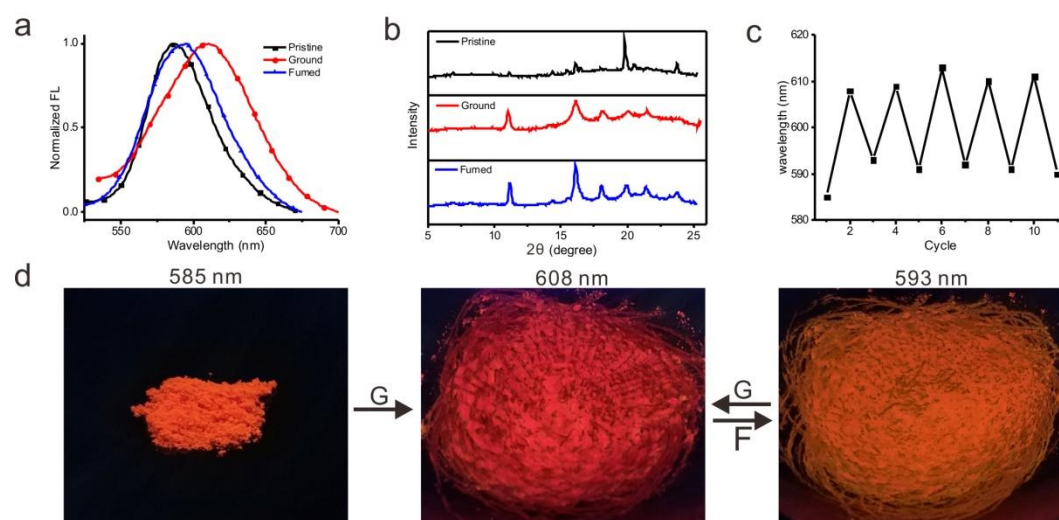 a
Normalized FL
1.0
0.5
0.0
Pristine
Ground
Fumed
550
600
650
700
Wavelength (nm)
b
Intensity
Pristine
Ground
Fumed
5
10
15
20
25
2θ (degree)
c
wavelength (nm)
620
610
600
590
580
2
4
6
8
10
Cycle
d
585 nm
608 nm
593 nm
G
G
F